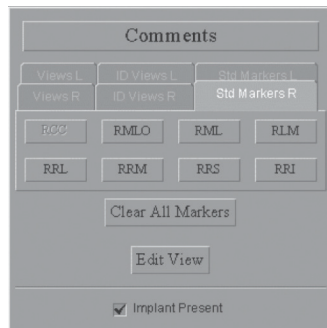 Comments
Views L ID Views L Std Markers L
Views R ID Views R Std Markers R
RCC RMLO RML RLM
RRL RRM RRS RRI
Clear All Markers
Edit View
Implant Present